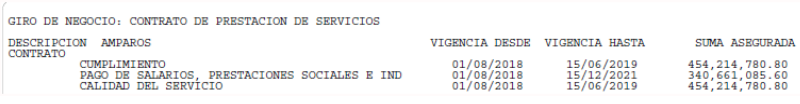 GIRO DE NEGOCIO: CONTRATO DE PRESTACION DE SERVICIOS
DESCRIPCION AMPAROS VIGENCIA DESDE VIGENCIA HASTA SUMA ASEGURADA
CONTRATO
CUMPLIMIENTO 01/08/2018 15/06/2019 454,214,780.80
PAGO DE SALARIOS, PRESTACIONES SOCIALES E IND 01/08/2018 15/12/2021 340,661,085.60
CALIDAD DEL SERVICIO 01/08/2018 15/06/2019 454,214,780.80